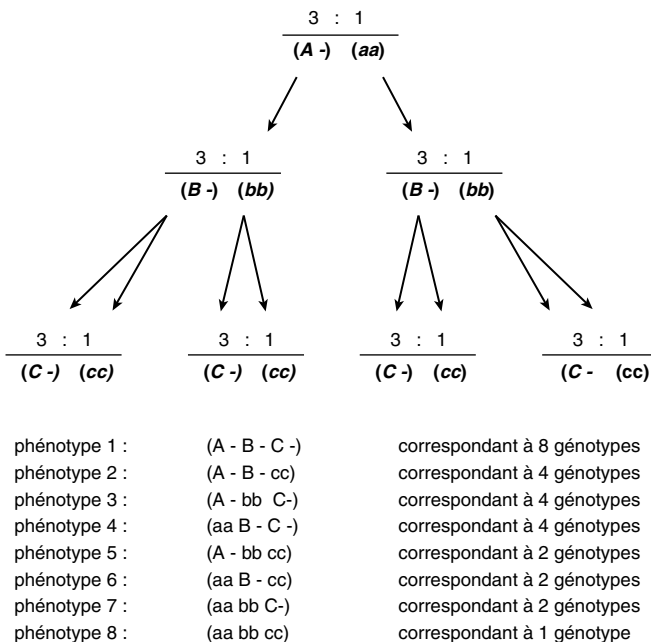 3 : 1
(A -) (aa)
3 : 1 3 : 1
(B -) (bb) (B -) (bb)
3 : 1 3 : 1 3 : 1 3 : 1
(C -) (cc) (C -) (cc) (C -) (cc) (C - (cc)
phénotype 1 : (A - B - C -) correspondant à 8 génotypes
phénotype 2 : (A - B - cc) correspondant à 4 génotypes
phénotype 3 : (A - bb C-) correspondant à 4 génotypes
phénotype 4 : (aa B - C -) correspondant à 4 génotypes
phénotype 5 : (A - bb cc) correspondant à 2 génotypes
phénotype 6 : (aa B - cc) correspondant à 2 génotypes
phénotype 7 : (aa bb C-) correspondant à 2 génotypes
phénotype 8 : (aa bb cc) correspondant à 1 génotype